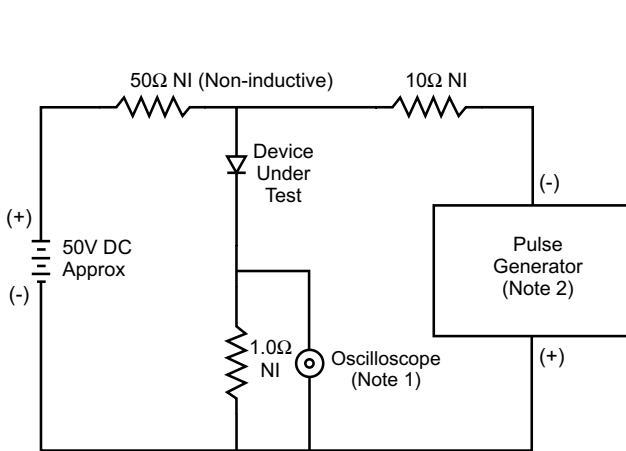 50Ω NI (Non-inductive)
10Ω NI
Device
Under
Test
(-)
(+)
50V DC
Approx
(-)
Pulse
Generator
(Note 2)
1.0Ω
NI
Oscilloscope
(Note 1)
(+)